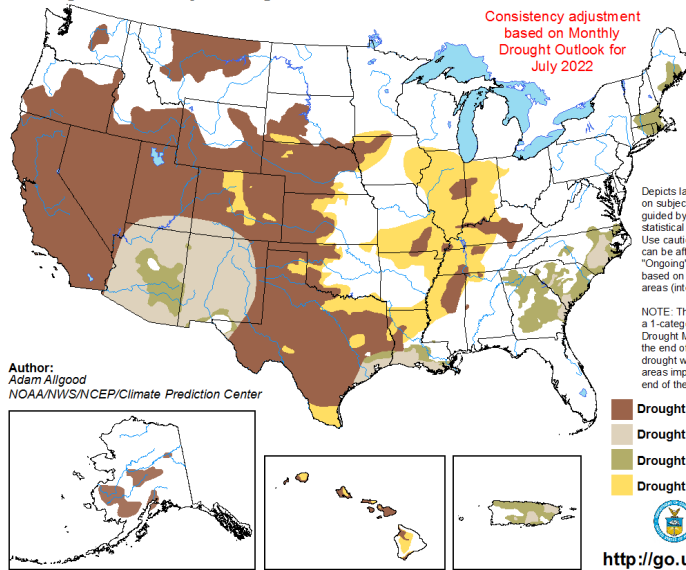 Consistency adjustment
based on Monthly
Drought Outlook for
July 2022
Depicts la
on subjec
guided by
statistical
Use cauti
can be aff
"Ongoing"
based on
areas (int
NOTE: Th
a 1-categ
Drought M
the end of
drought w
areas imp
end of the
Author:
Adam Allgood
NOAA/NWS/NCEP/Climate Prediction Center
Drought
Drought
Drought
Drought
http://go.u